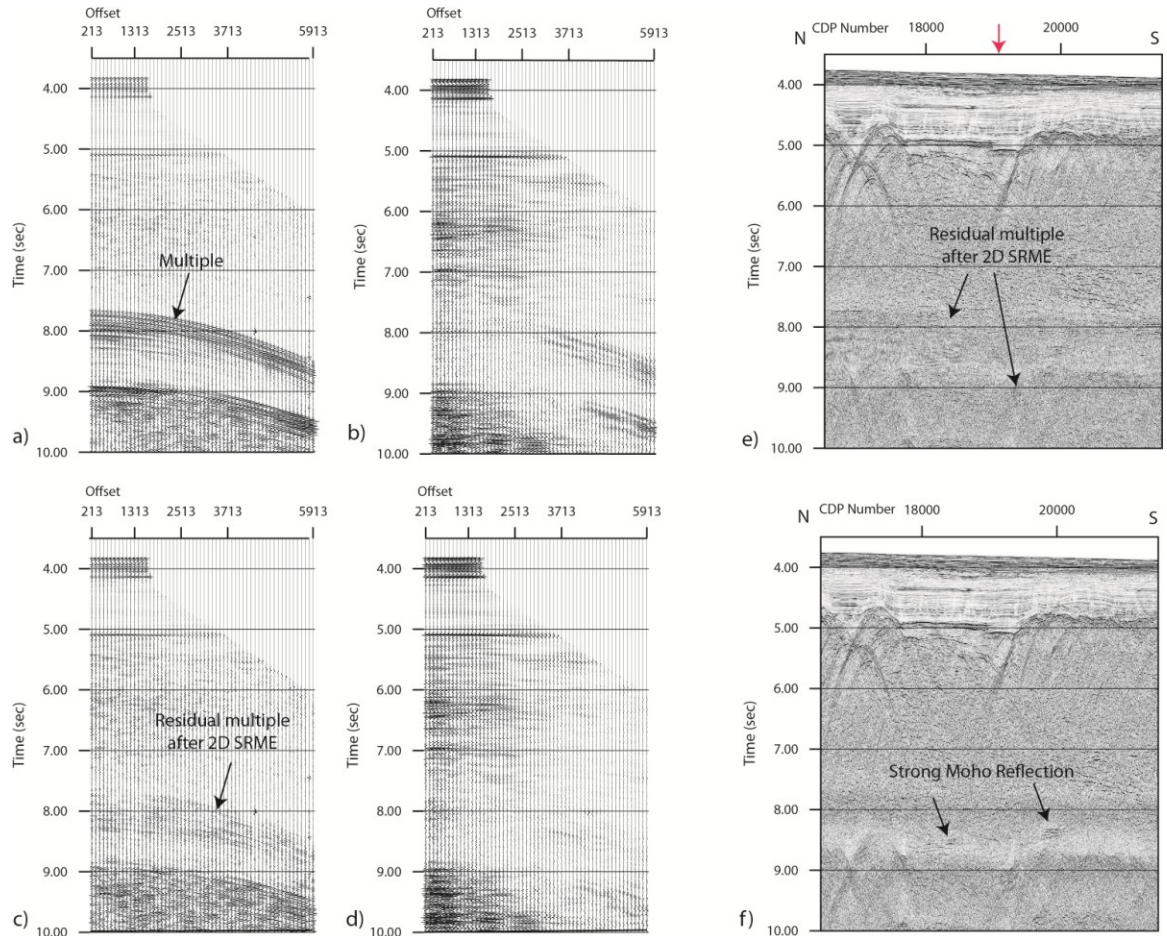 Offset
213 1313 2513 3713 5913
4.00
5.00
6.00
7.00
8.00
9.00
10.00
Time (sec)
Multiple
a)
Offset
213 1313 2513 3713 5913
4.00
5.00
6.00
7.00
8.00
9.00
10.00
Time (sec)
b)
N CDP Number 18000 20000 S
4.00
5.00
6.00
7.00
8.00
9.00
10.00
Time (sec)
Residual multiple
after 2D SRME
e)
Offset
213 1313 2513 3713 5913
4.00
5.00
6.00
7.00
8.00
9.00
10.00
Time (sec)
Residual multiple
after 2D SRME
c)
Offset
213 1313 2513 3713 5913
4.00
5.00
6.00
7.00
8.00
9.00
10.00
Time (sec)
d)
N CDP Number 18000 20000 S
4.00
5.00
6.00
7.00
8.00
9.00
10.00
Time (sec)
Strong Moho Reflection
f)